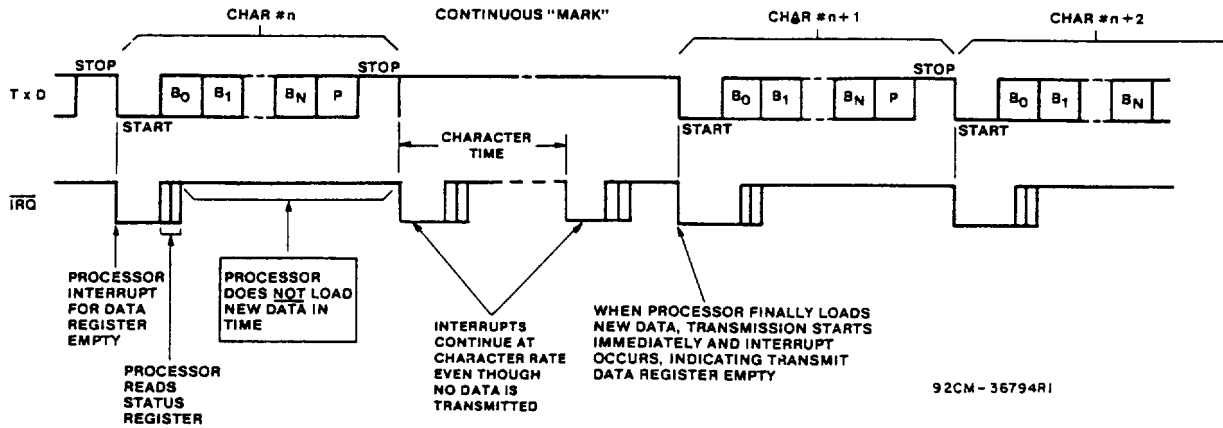 CHAR #n
CONTINUOUS "MARK"
CHAR #n+1
CHAR #n+2
STOP
STOP
STOP
T x D
B0
B1
BN
P
B0
B1
BN
P
B0
B1
BN
START
START
START
CHARACTER
TIME
IRQ
PROCESSOR
INTERRUPT
FOR DATA
REGISTER
EMPTY
PROCESSOR
READS
STATUS
REGISTER
PROCESSOR
DOES NOT LOAD
NEW DATA IN
TIME
INTERRUPTS
CONTINUE AT
CHARACTER RATE
EVEN THOUGH
NO DATA IS
TRANSMITTED
WHEN PROCESSOR FINALLY LOADS
NEW DATA, TRANSMISSION STARTS
IMMEDIATELY AND INTERRUPT
OCCURS, INDICATING TRANSMIT
DATA REGISTER EMPTY
92CM-36794R1